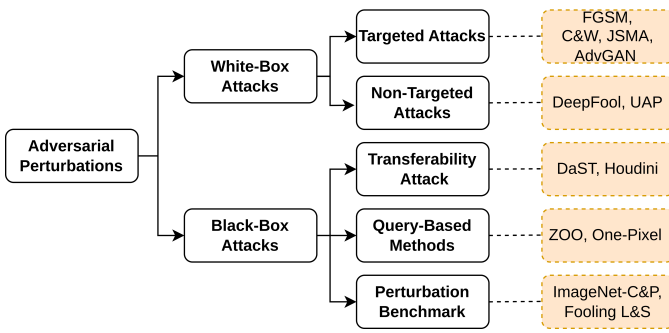 Adversarial
Perturbations
White-Box
Attacks
Targeted Attacks
FGSM,
C&W, JSMA,
AdvGAN
Non-Targeted
Attacks
DeepFool, UAP
Black-Box
Attacks
Transferability
Attack
DaST, Houdini
Query-Based
Methods
ZOO, One-Pixel
Perturbation
Benchmark
ImageNet-C&P,
Fooling L&S